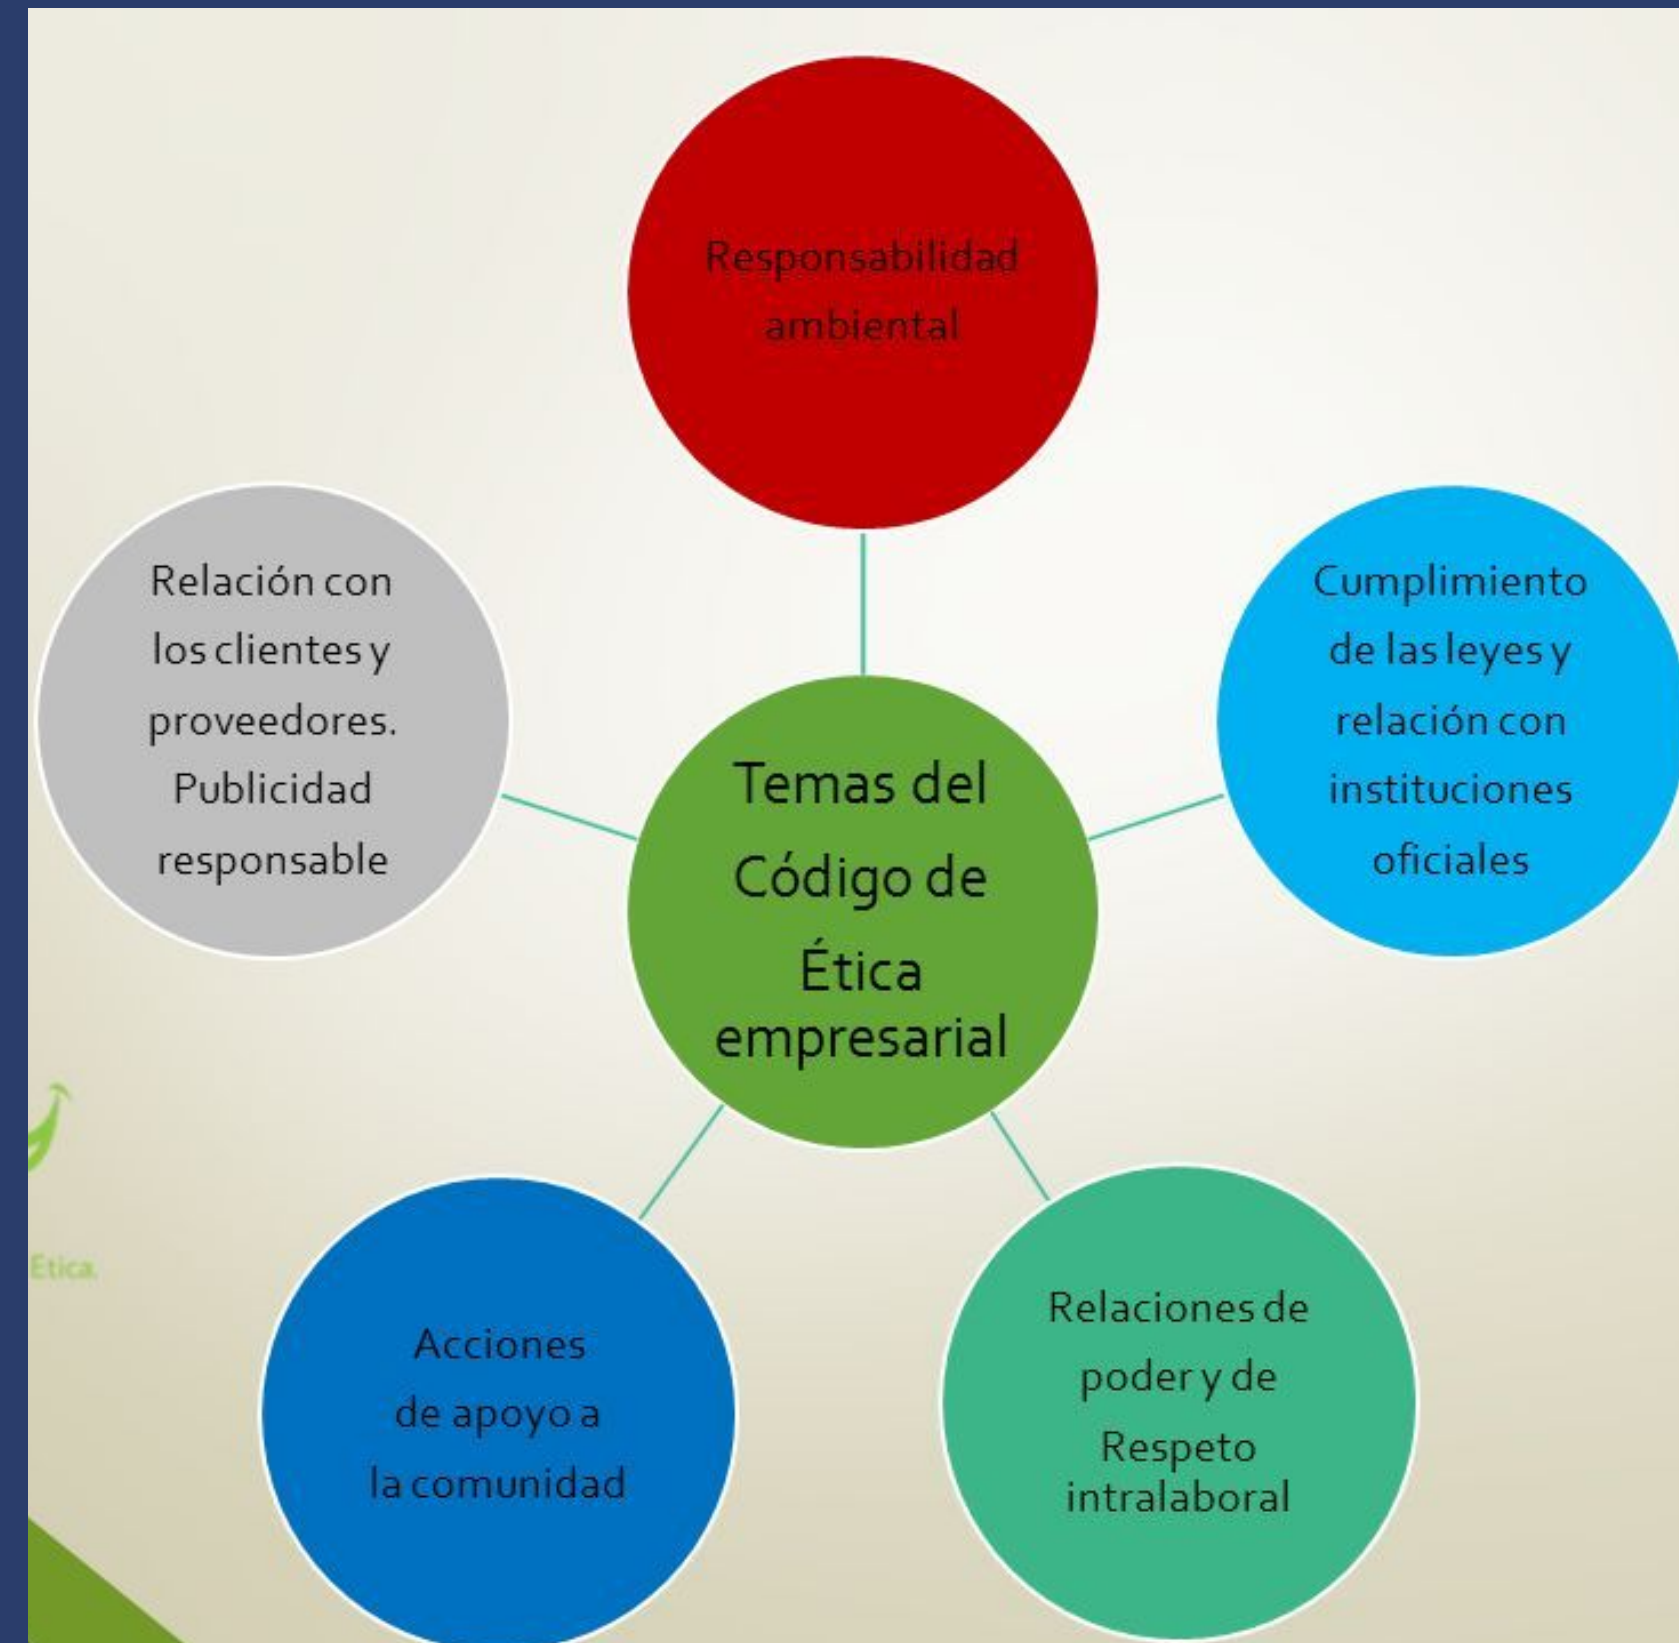 Responsabilidad
ambiental
Relación con
los clientes y
proveedores.
Publicidad
responsable
Cumplimiento
de las leyes y
relación con
instituciones
oficiales
Temas del
Código de
Ética
empresarial
Acciones
de apoyo a
la comunidad
Relaciones de
poder y de
Respeto
intralaboral
Etica.